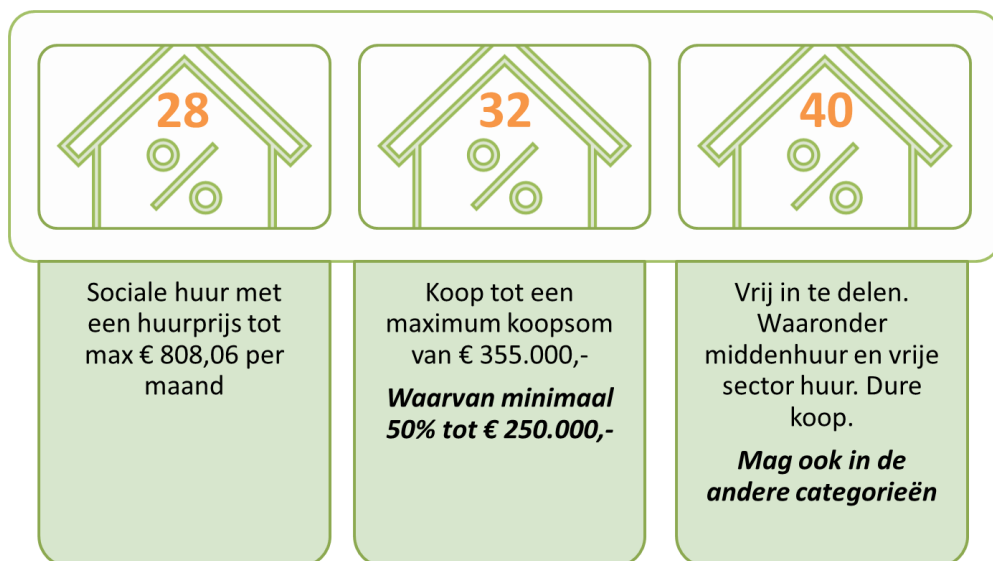 28
%
Sociale huur met
een huurprijs tot
max € 808,06 per
maand
32
%
Koop tot een
maximum koopsom
van € 355.000,-
Waarvan minimaal
50% tot € 250.000,-
40
%
Vrij in te delen.
Waaronder
middenhuur en vrije
sector huur. Dure
koop.
Mag ook in de
andere categorieën